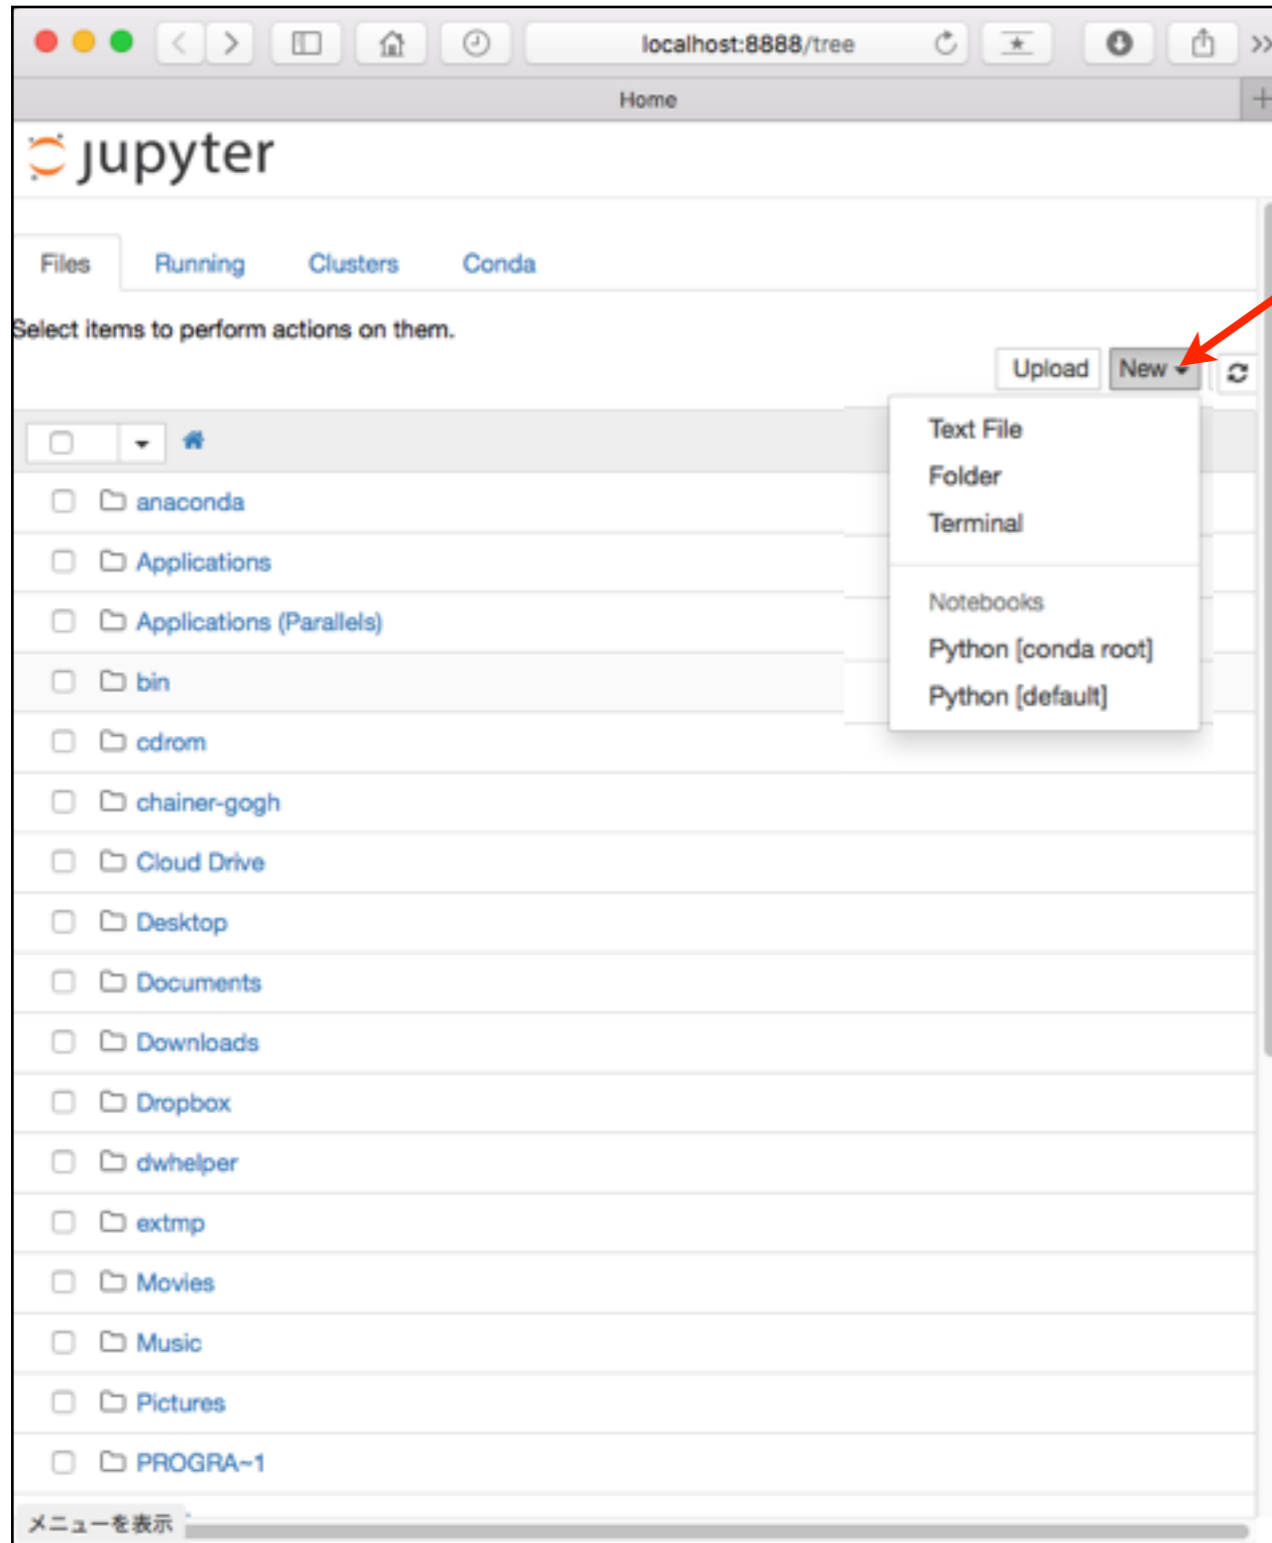 localhost:8888/tree
Home
jupyter
Files Running Clusters Conda
Select items to perform actions on them.
Upload New
Text File
Folder
Terminal
Notebooks
Python [conda root]
Python [default]
anaconda
Applications
Applications (Parallels)
bin
cdrom
chainer-gogh
Cloud Drive
Desktop
Documents
Downloads
Dropbox
dwhelper
extmp
Movies
Music
Pictures
PROGRA~1
メニューを表示